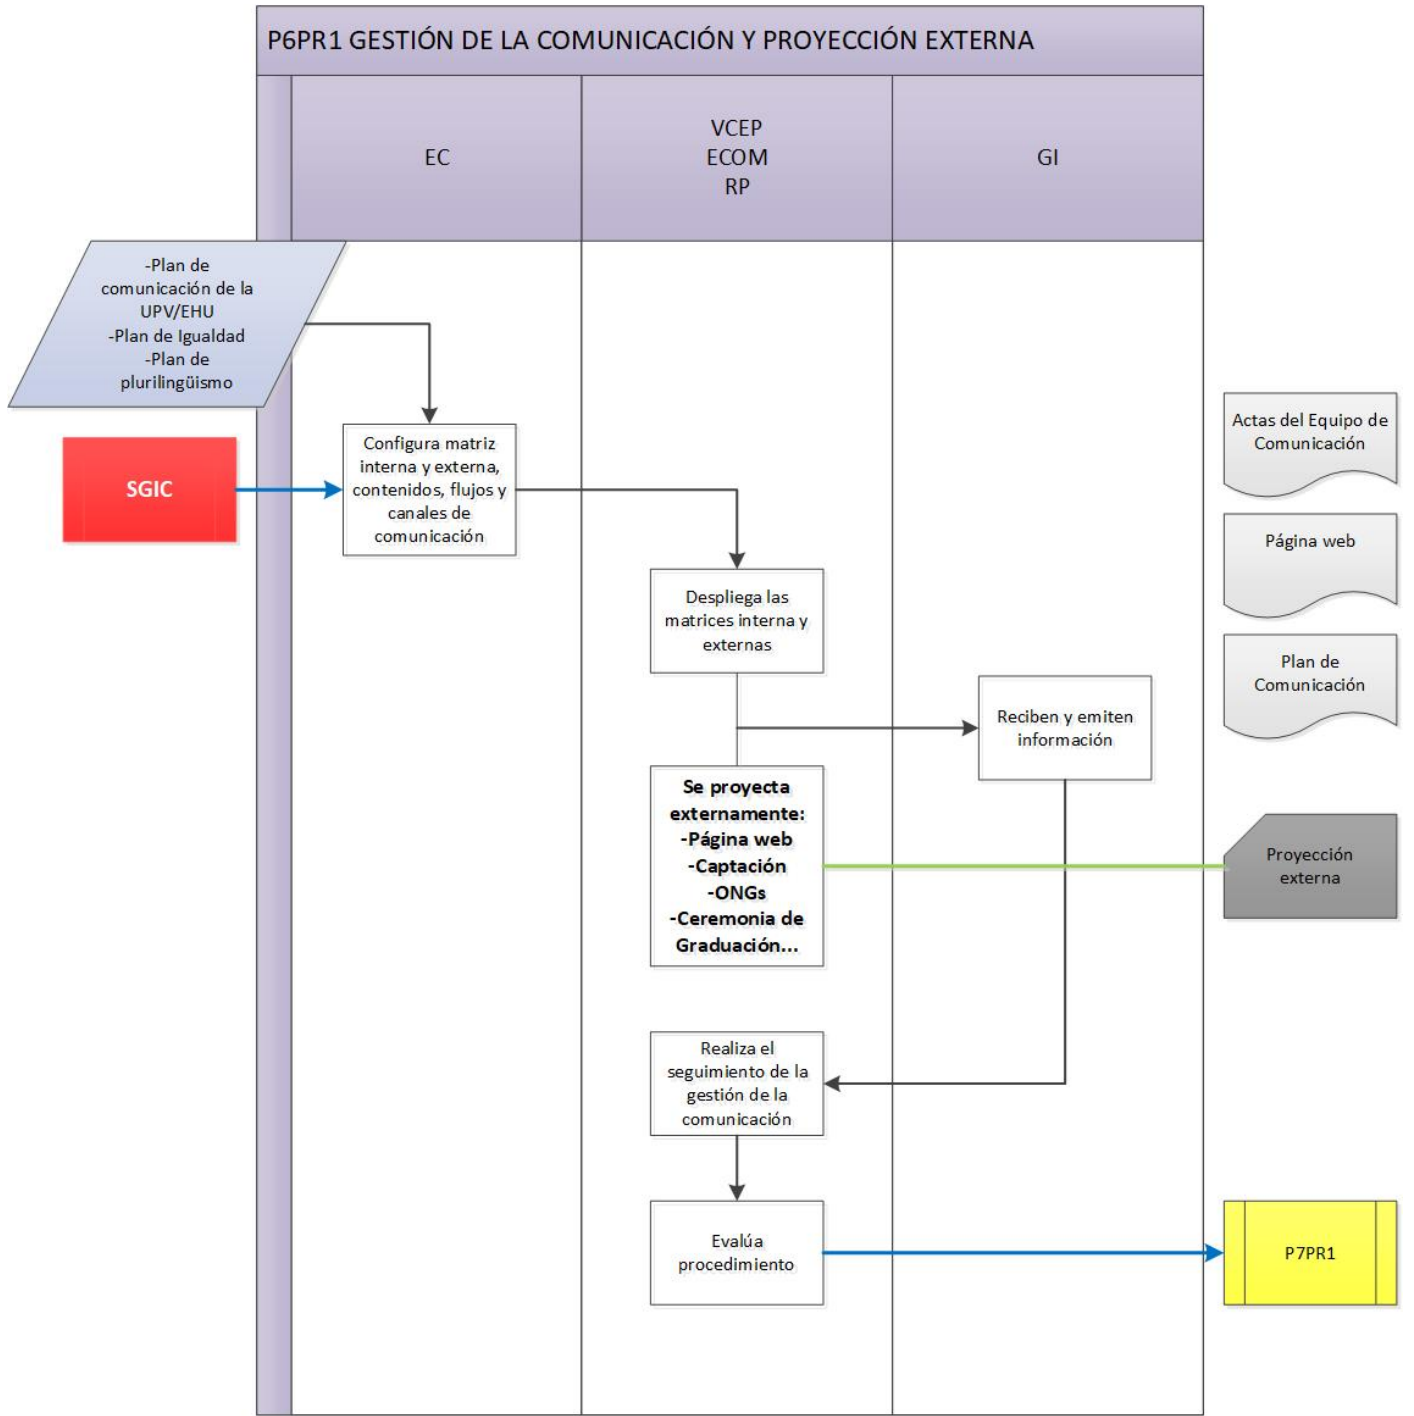 P6PR1 GESTIÓN DE LA COMUNICACIÓN Y PROYECCIÓN EXTERNA
EC
VCEP
ECOM
RP
GI
-Plan de
comunicación de la
UPV/EHU
-Plan de Igualdad
-Plan de
plurilingüismo
SGIC
Configura matriz
interna y externa,
contenidos, flujos y
canales de
comunicación
Despliega las
matrices interna y
externas
Reciben y emiten
información
Se proyecta
externamente:
-Página web
-Captación
-ONGs
-Ceremonia de
Graduación...
Realiza el
seguimiento de la
gestión de la
comunicación
Evalúa
procedimiento
Actas del Equipo de
Comunicación
Página web
Plan de
Comunicación
Proyección
externa
P7PR1